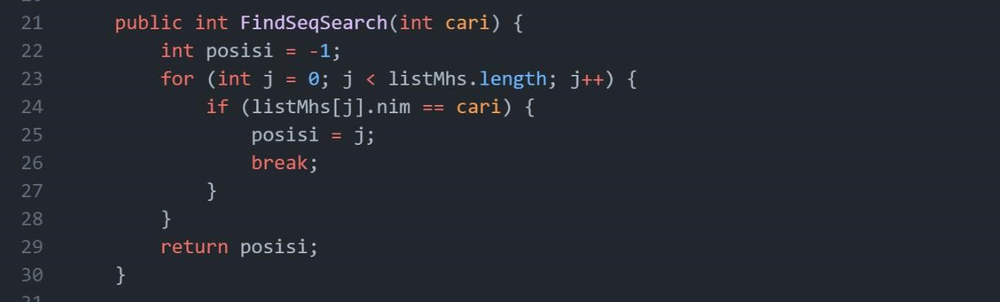 21 public int FindSeqSearch(int cari) {
22 int posisi = -1;
23 for (int j = 0; j < listMhs.length; j++) {
24 if (listMhs[j].nim == cari) {
25 posisi = j;
26 break;
27 }
28 }
29 return posisi;
30 }